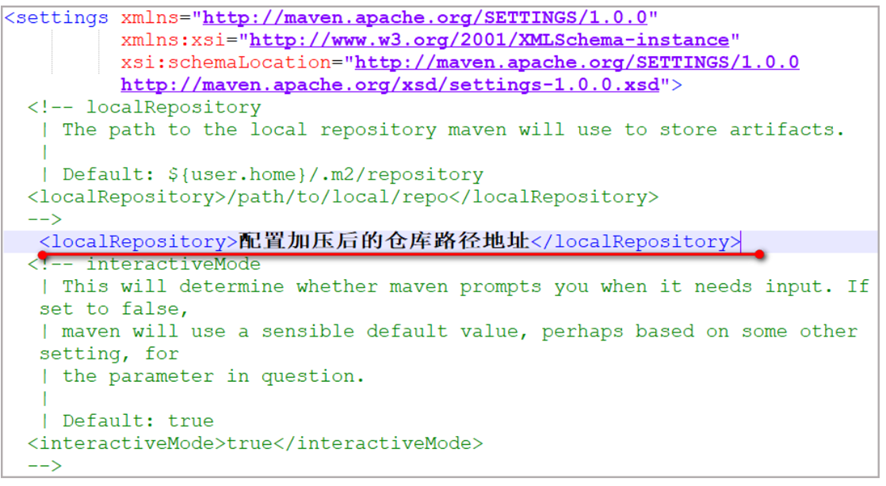 <settings xmlns="http://maven.apache.org/SETTINGS/1.0.0"
xmlns:xsi="http://www.w3.org/2001/XMLSchema-instance"
xsi:schemaLocation="http://maven.apache.org/SETTINGS/1.0.0
http://maven.apache.org/xsd/settings-1.0.0.xsd">
<!-- localRepository
| The path to the local repository maven will use to store artifacts.
|
| Default: ${user.home}/.m2/repository
<localRepository>/path/to/local/repo</localRepository>
-->
<localRepository>配置加压后的仓库路径地址</localRepository>
<!-- interactiveMode
| This will determine whether maven prompts you when it needs input. If
set to false,
| maven will use a sensible default value, perhaps based on some other
setting, for
| the parameter in question.
|
| Default: true
<interactiveMode>true</interactiveMode>
-->